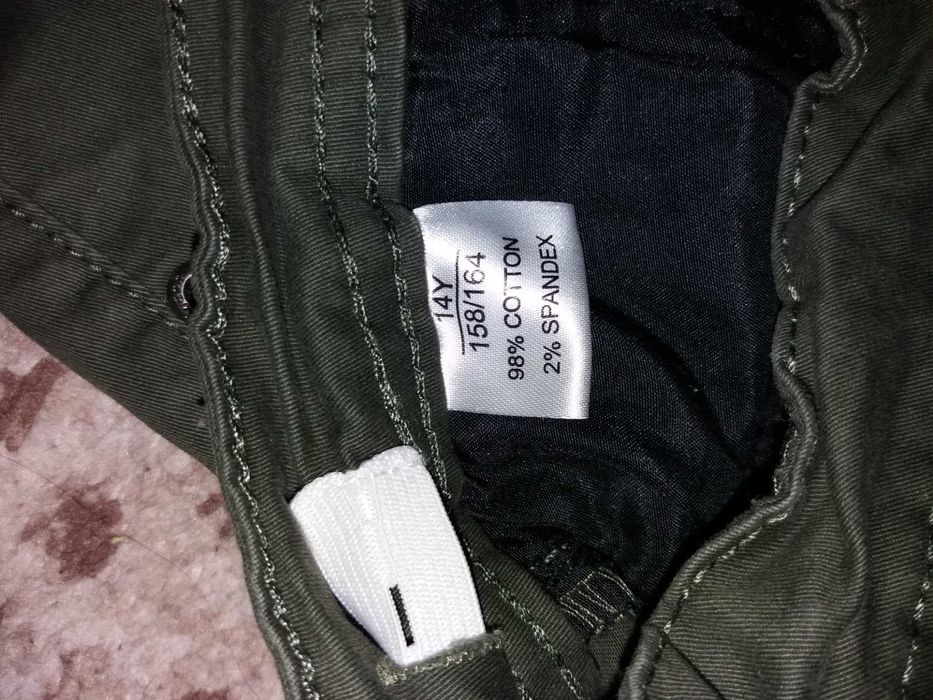 14Y
158/164
98% COTTON
2% SPANDEX